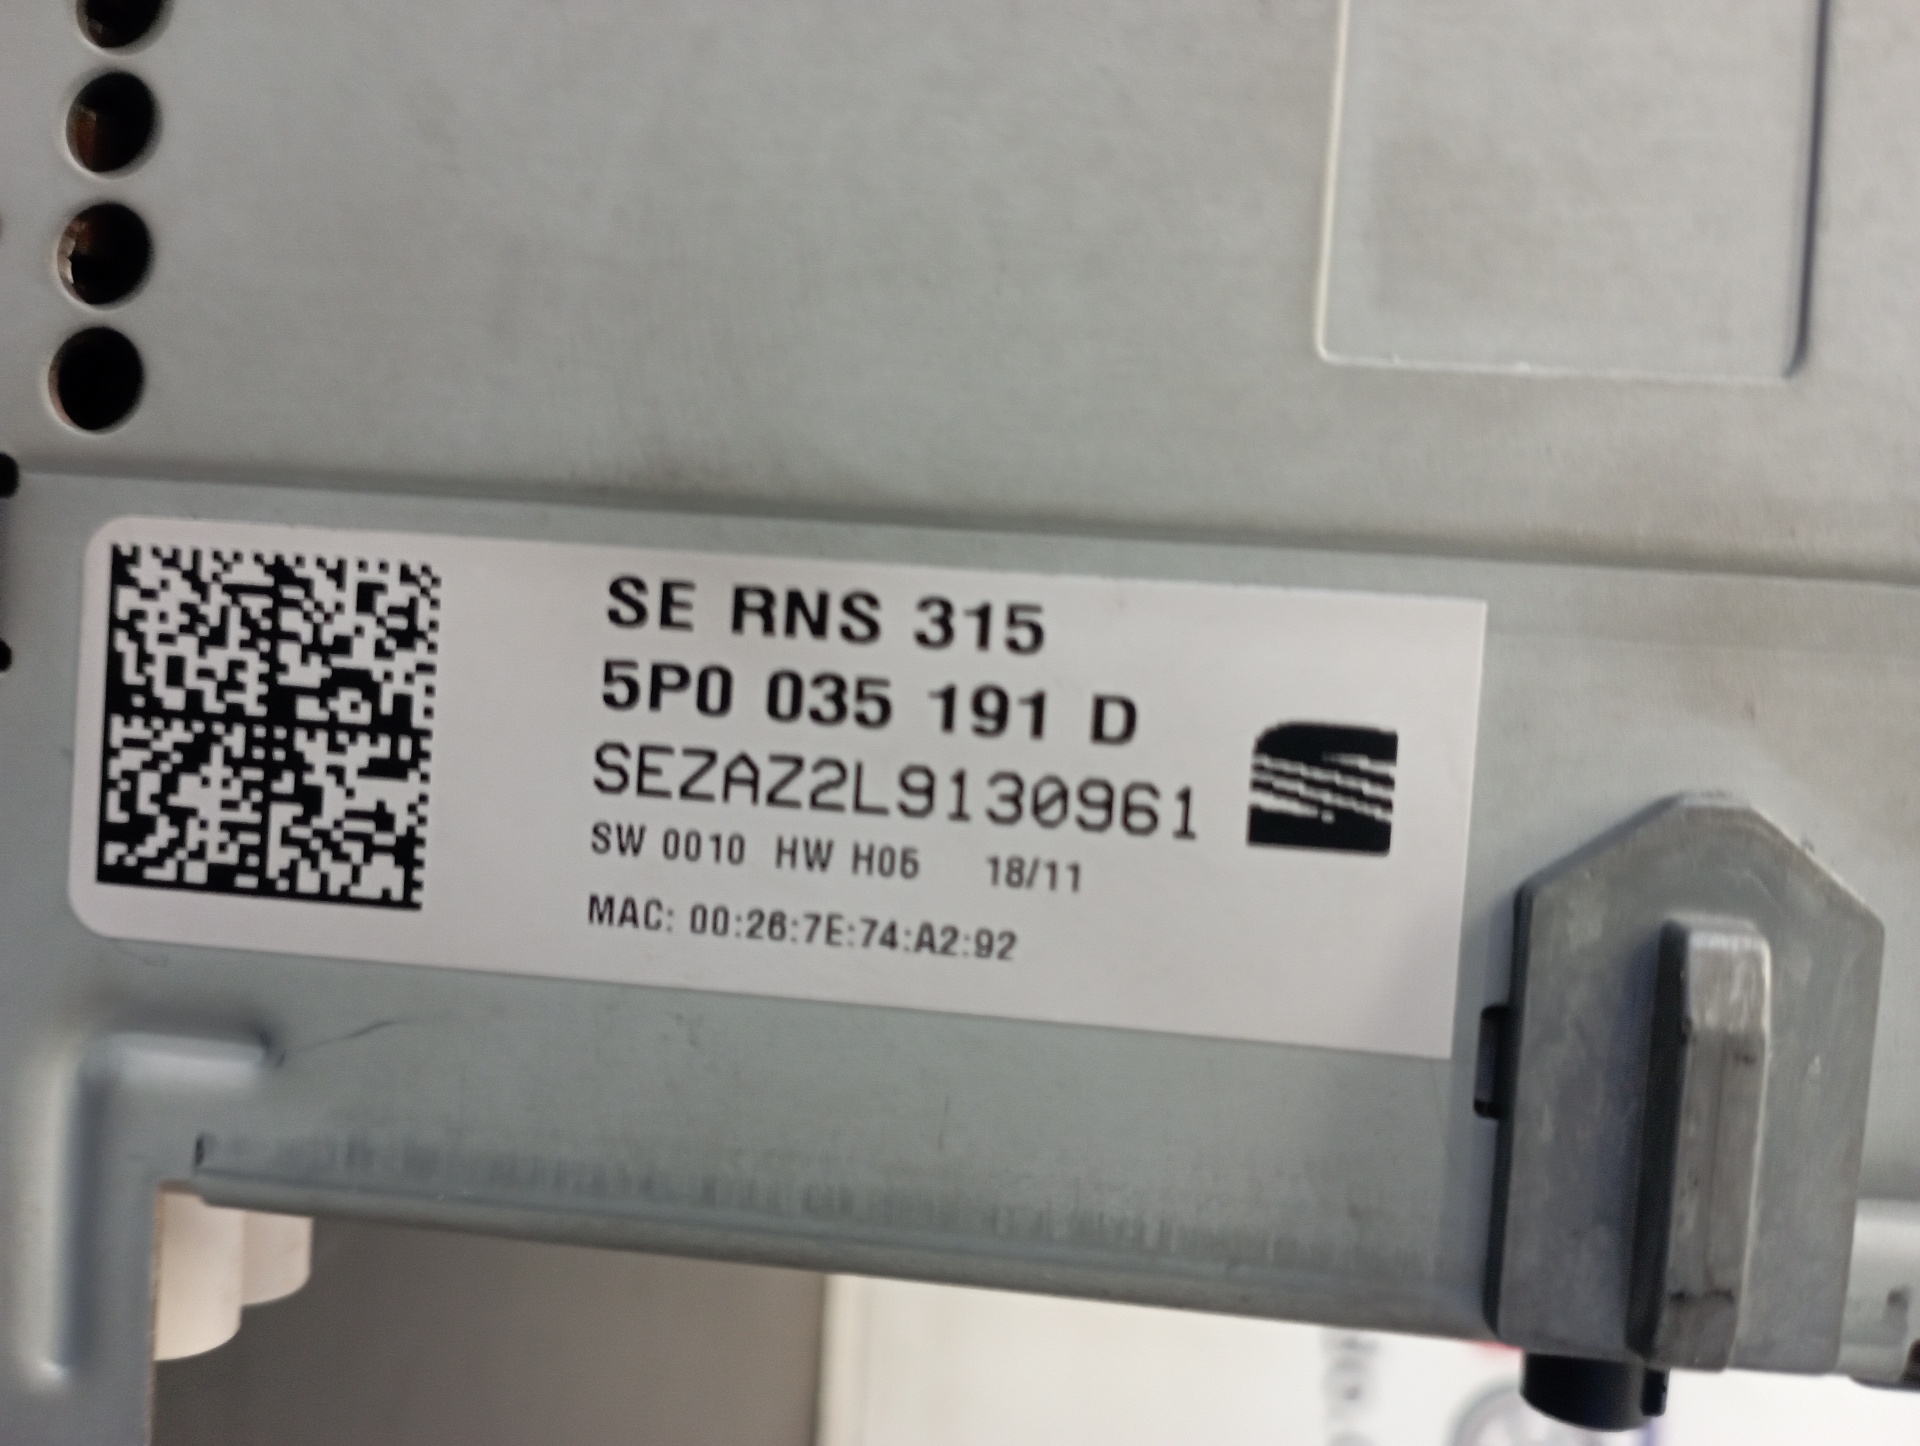 SE RNS 315
5P0 035 191 D
SEZAZ2L9130961
SW 0010 HW H05 18/11
MAC: 00:26:7E:74:A2:92